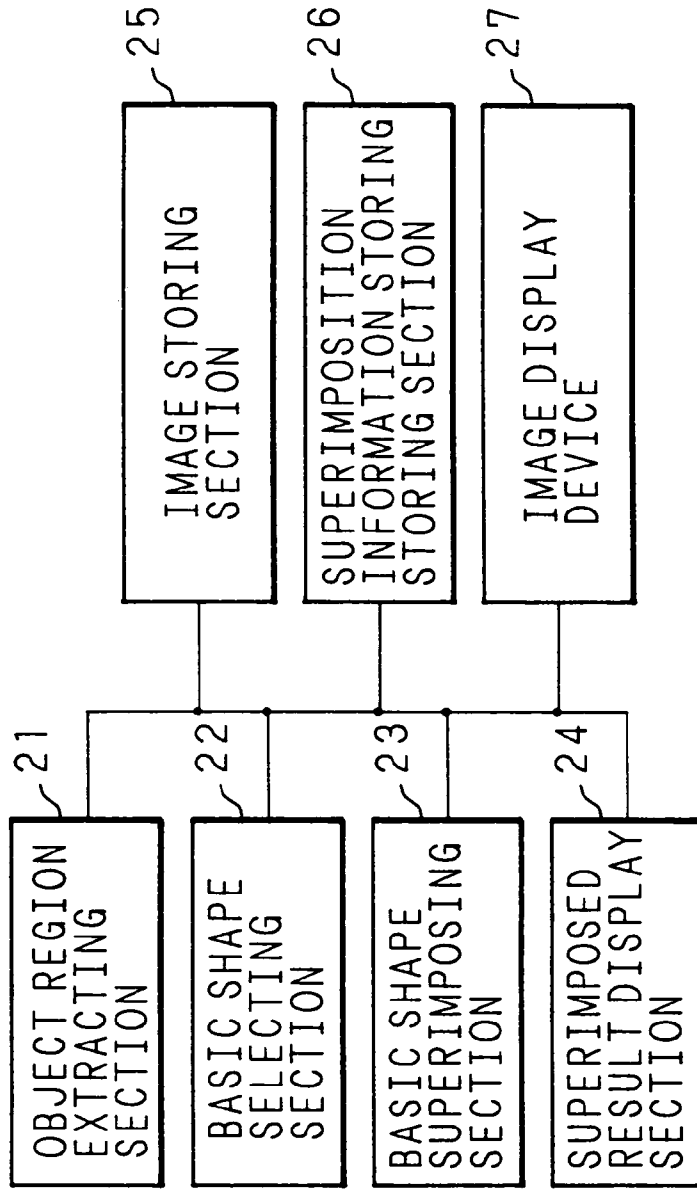 21
OBJECT REGION
EXTRACTING
SECTION
22
BASIC SHAPE
SELECTING
SECTION
23
BASIC SHAPE
SUPERIMPOSING
SECTION
24
SUPERIMPOSED
RESULT DISPLAY
SECTION
25
IMAGE STORING
SECTION
26
SUPERIMPOSITION
INFORMATION STORING
STORING SECTION
27
IMAGE DISPLAY
DEVICE